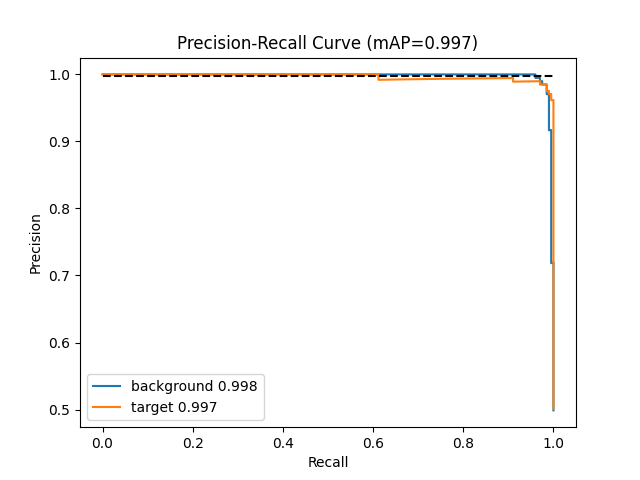 Precision-Recall Curve (mAP=0.997)
Precision
1.0
0.9
0.8
0.7
0.6
0.5
background 0.998
target 0.997
0.0 0.2 0.4 0.6 0.8 1.0
Recall